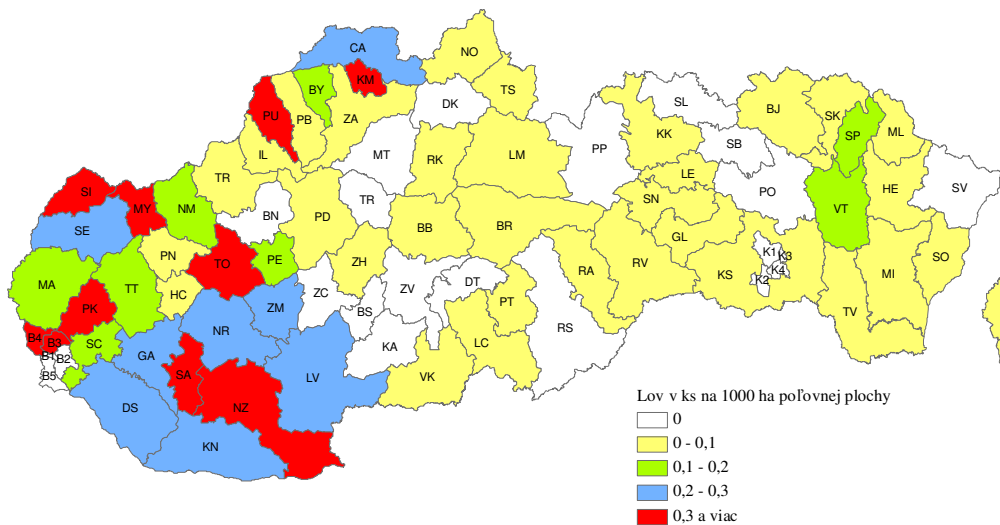 CA
NO
KM
BY
TS
DK
PU
PB
ZA
SL
BJ
SK
SP
ML
KK
SB
IL
MT
RK
LM
PP
TR
LE
PO
HE
SV
SI
MY
NM
BN
TR
PD
SN
VT
SE
BB
BR
GL
PN
TO
PE
ZH
K1
K3
K4
K2
SO
MA
TT
HC
RA
RV
KS
MI
PK
ZC
ZV
DT
NR
ZM
BS
PT
TV
B4
B3
SC
B1
B2
B5
GA
KA
LC
RS
SA
LV
VK
DS
NZ
KN
Lov v ks na 1000 ha poľovnej plochy
0
0 - 0,1
0,1 - 0,2
0,2 - 0,3
0,3 a viac